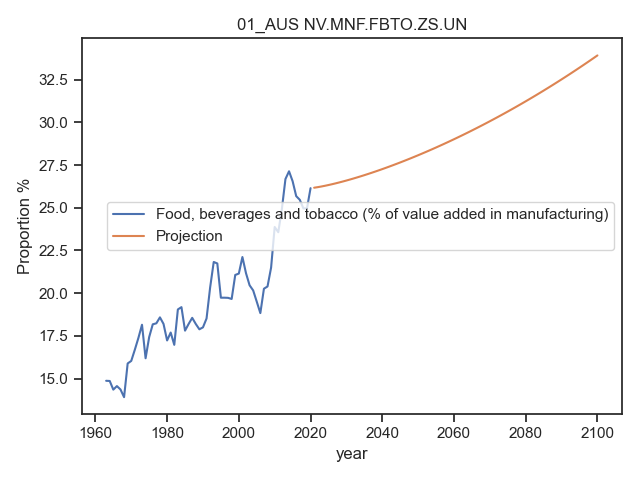 01_AUS NV.MNF.FBTO.ZS.UN
32.5
30.0
27.5
25.0
22.5
20.0
17.5
15.0
Proportion %
Food, beverages and tobacco (% of value added in manufacturing)
Projection
1960 1980 2000 2020 2040 2060 2080 2100
year